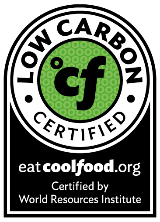 LOW CARBON
°cf
• CERTIFIED •
eatcoolfood.org
Certified by
World Resources Institute